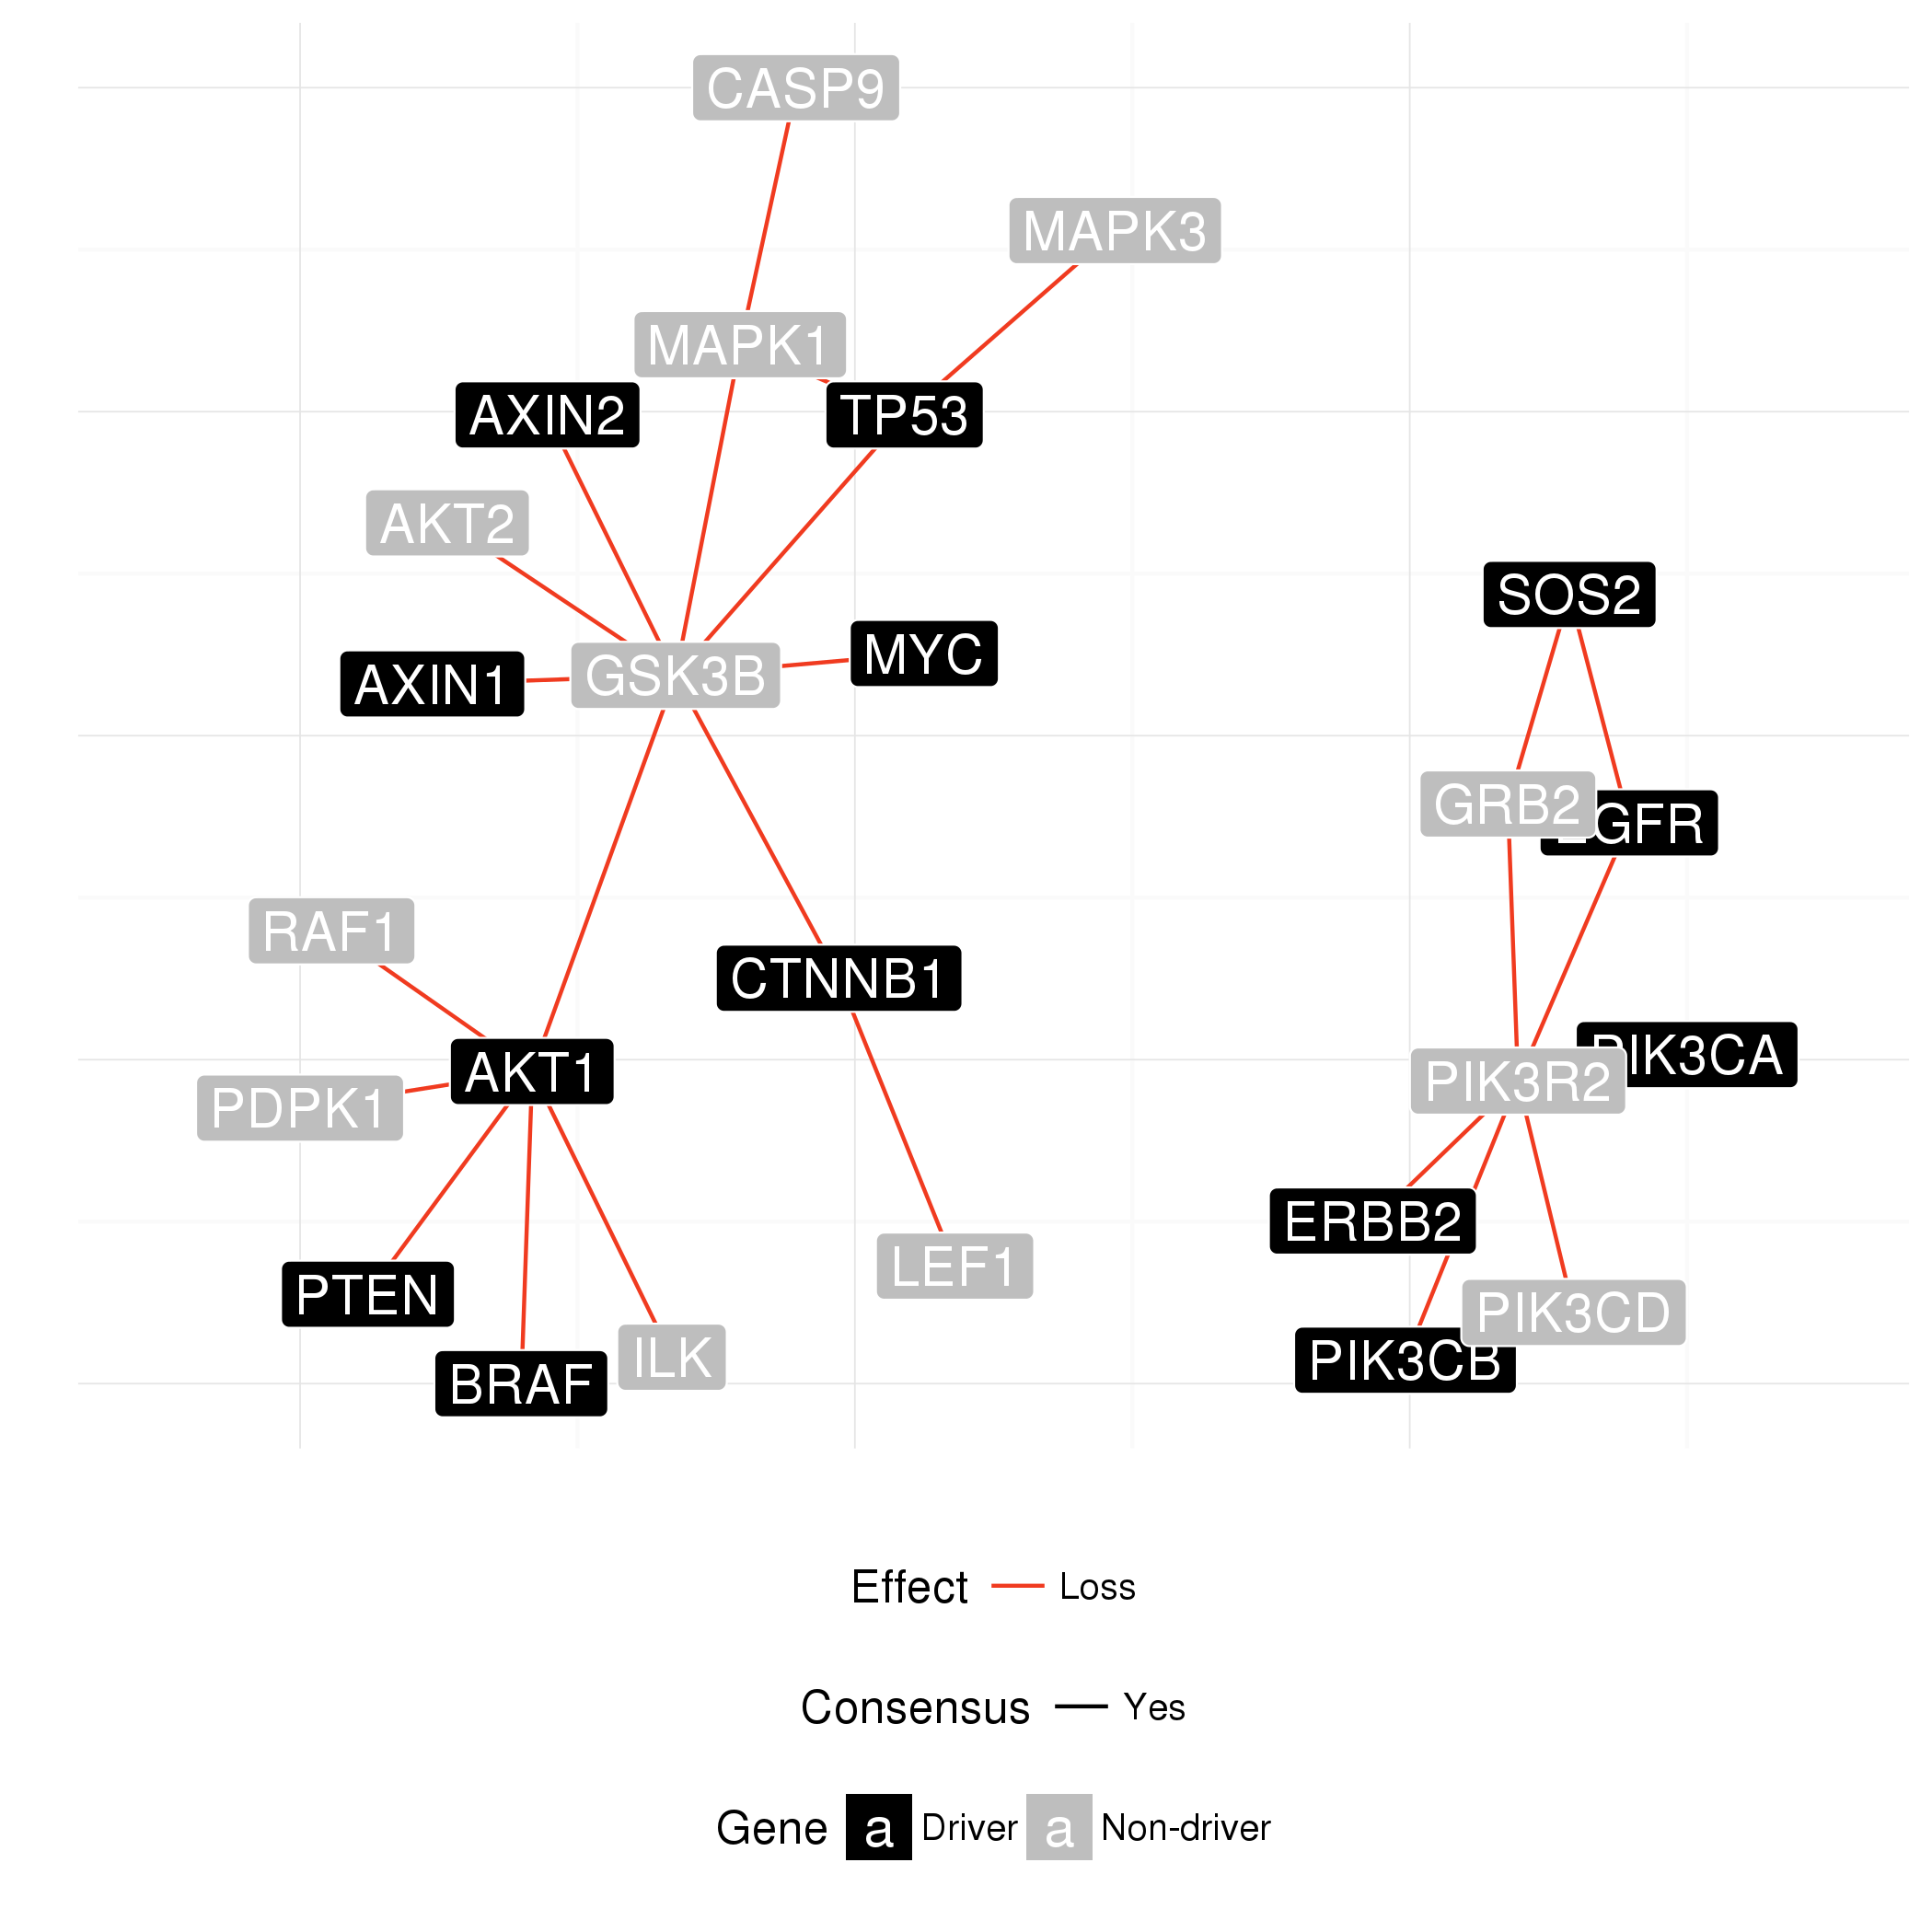 CASP9
MAPK3
MAPK1
AXIN2
TP53
AKT2
SOS2
MYC
GSK3B
AXIN1
GRB2
GFR
RAF1
CTNNB1
PIK3CA
AKT1
PIK3R2
PDPK1
ERBB2
LEF1
PTEN
PIK3CD
ILK
PIK3CB
BRAF
Effect Loss
Consensus Yes
Gene a Driver a Non-driver